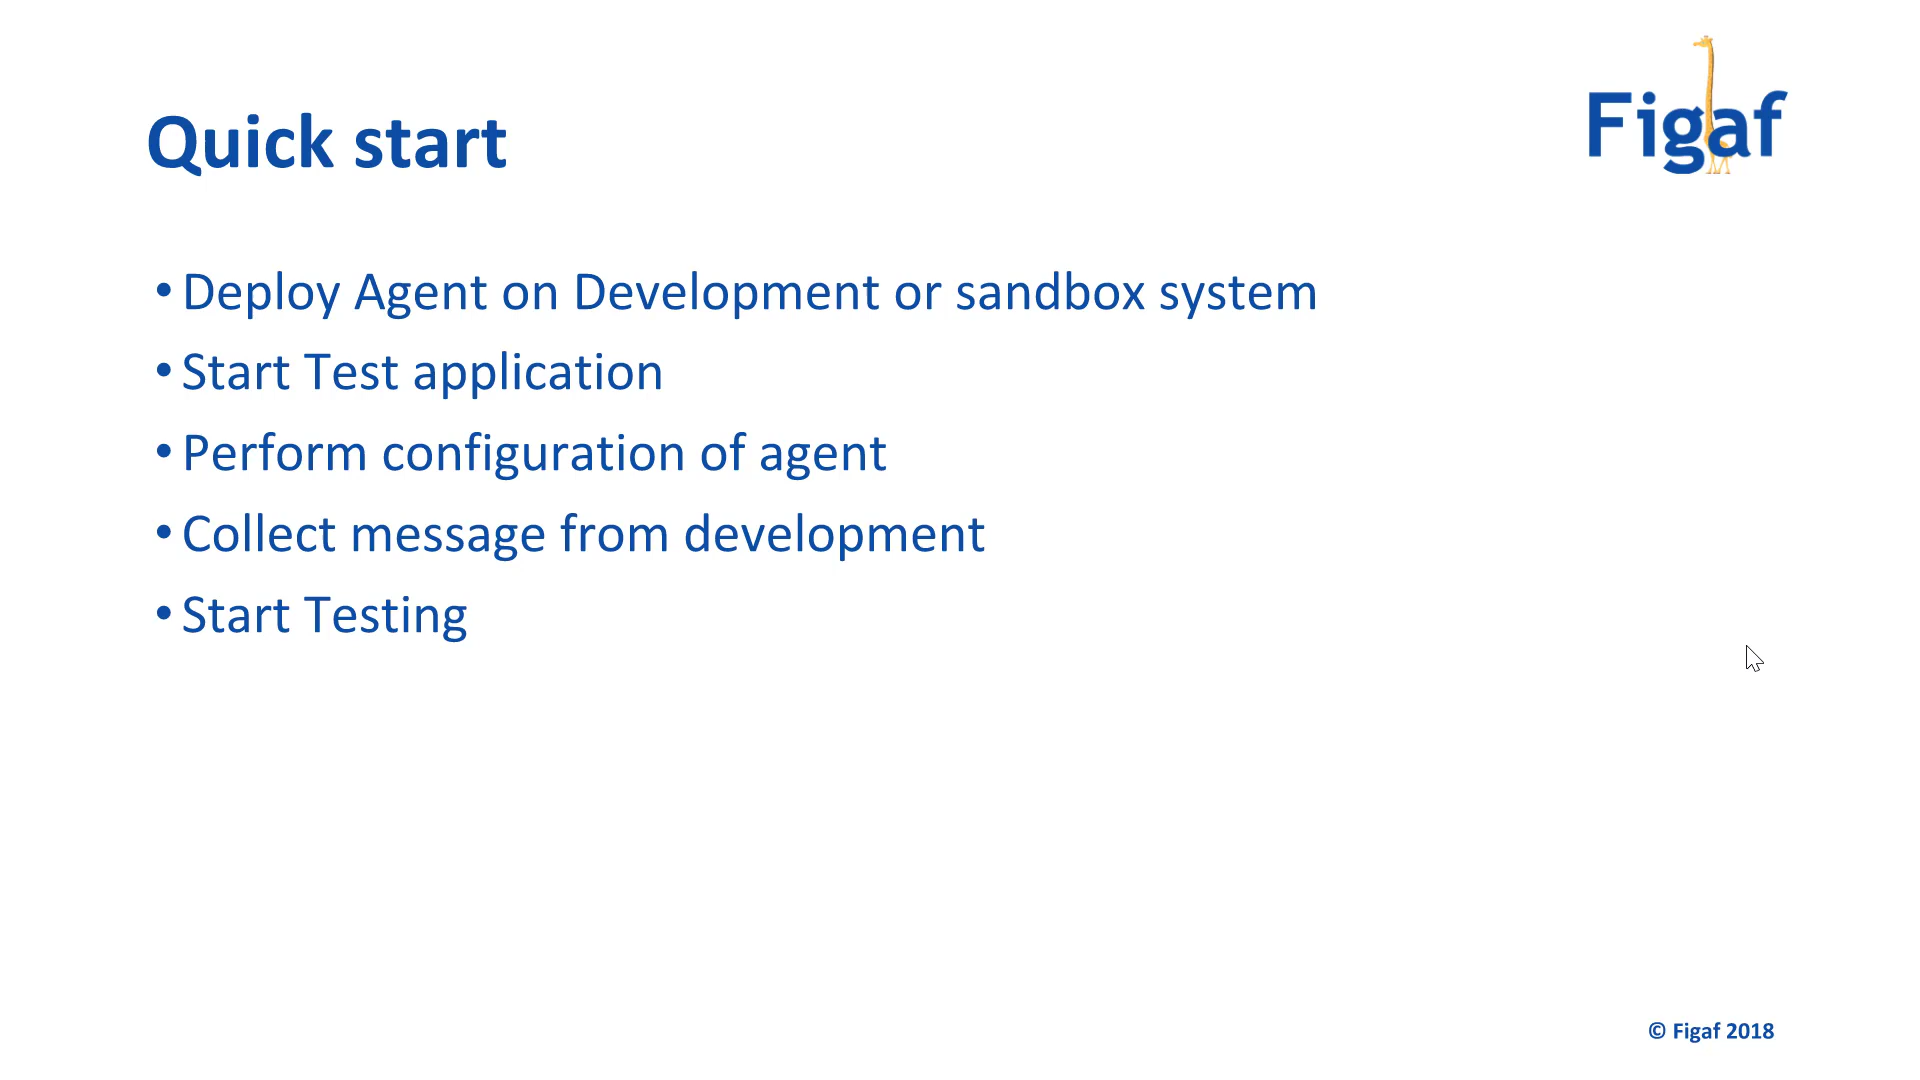 Figaf
Quick start
• Deploy Agent on Development or sandbox system
• Start Test application
• Perform configuration of agent
• Collect message from development
• Start Testing
© Figaf 2018